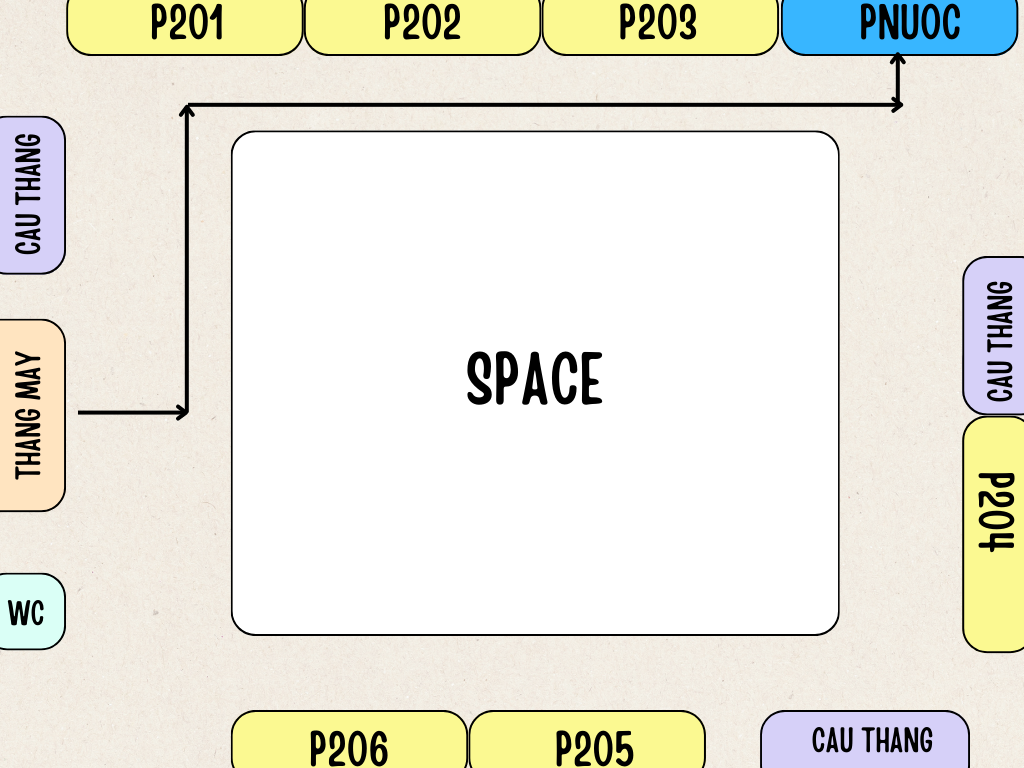 P201
P202
P203
PNUOC
CAU THANG
THANG MAY
WC
SPACE
CAU THANG
P204
P206
P205
CAU THANG